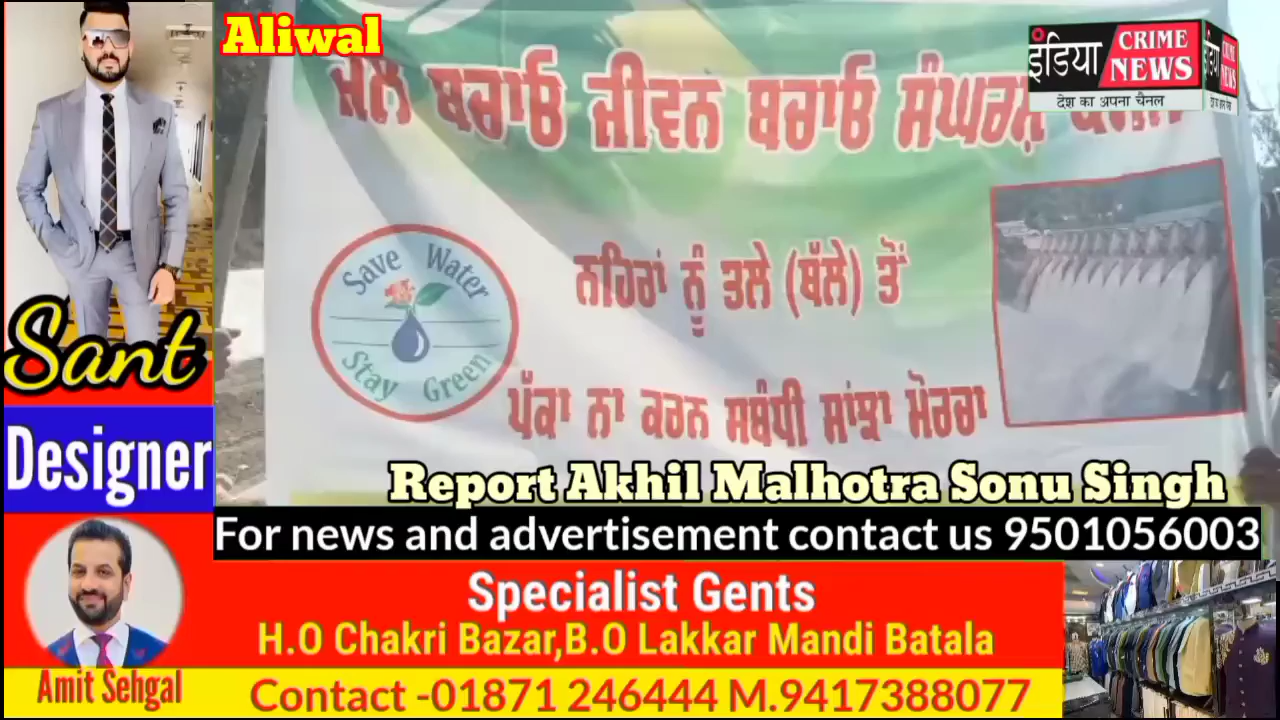 Aliwal
इंडिया CRIME NEWS
देश का अपना चैनल
ਜਲ ਬਚਾਓ ਜੀਵਨ ਬਚਾਓ ਸੰਘਰਸ਼
Save Water
Stay Green
ਨਹਿਰਾਂ ਨੂੰ ਤਲੇ (ਥੱਲੇ) ਤੋਂ
ਪੱਕਾ ਨਾ ਕਰਨ ਸਬੰਧੀ ਸਾਂਝਾ ਮੋਰਚਾ
Sant
Designer
Report Akhil Malhotra Sonu Singh
For news and advertisement contact us 9501056003
Specialist Gents
H.O Chakri Bazar,B.O Lakkar Mandi Batala
Amit Sehgal
Contact -01871 246444 M.9417388077